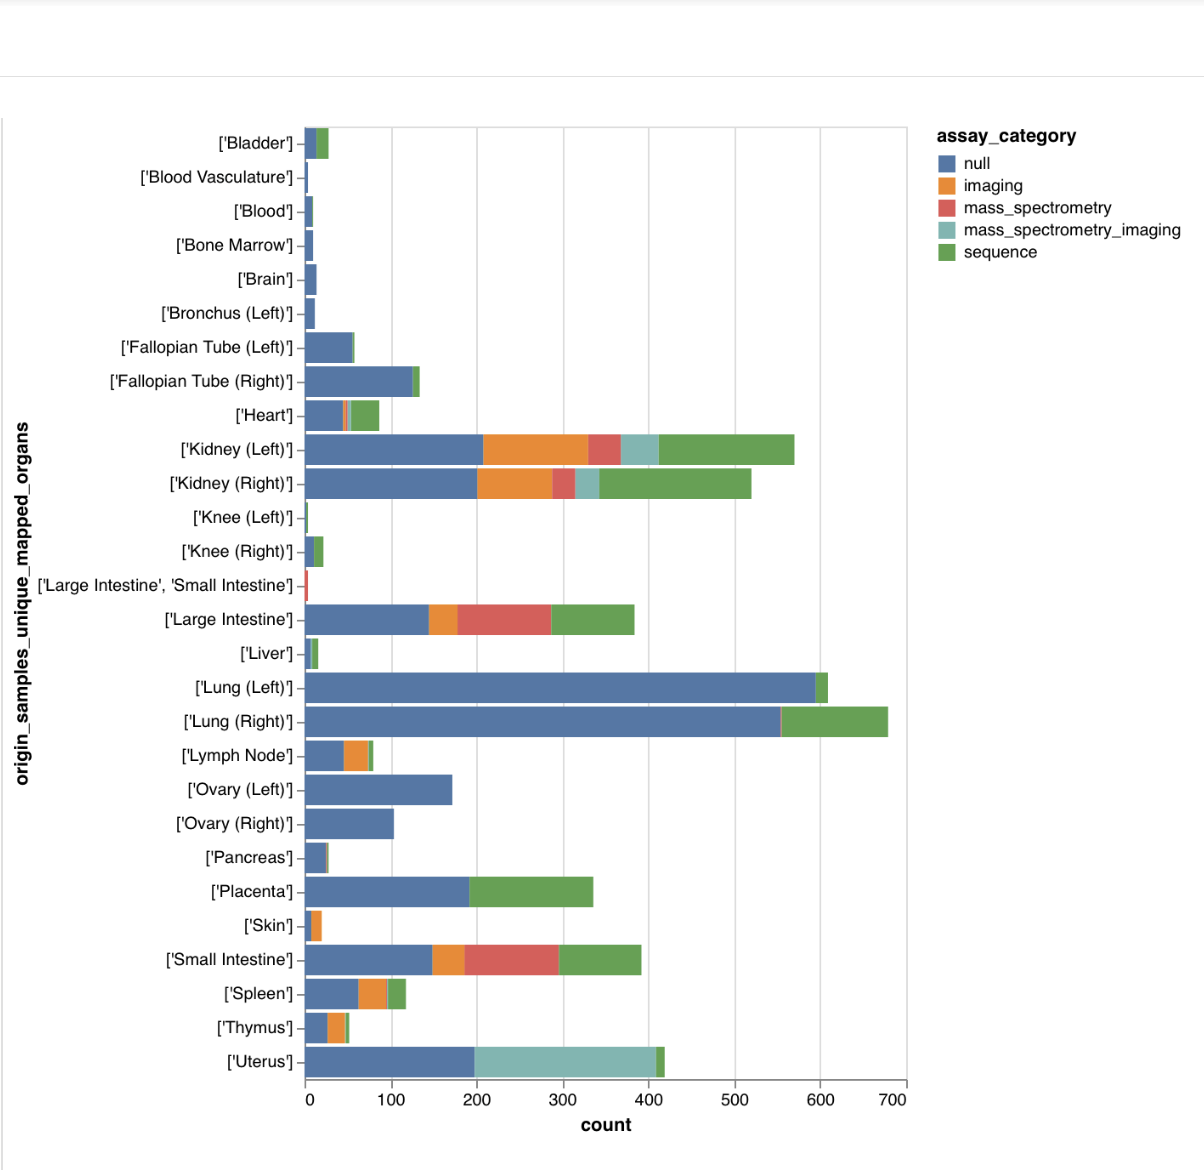 assay_category
null
imaging
mass_spectrometry
mass_spectrometry_imaging
sequence
origin_samples_unique_mapped_organs
['Bladder']
['Blood Vasculature']
['Blood']
['Bone Marrow']
['Brain']
['Bronchus (Left)']
['Fallopian Tube (Left)']
['Fallopian Tube (Right)']
['Heart']
['Kidney (Left)']
['Kidney (Right)']
['Knee (Left)']
['Knee (Right)']
['Large Intestine', 'Small Intestine']
['Large Intestine']
['Liver']
['Lung (Left)']
['Lung (Right)']
['Lymph Node']
['Ovary (Left)']
['Ovary (Right)']
['Pancreas']
['Placenta']
['Skin']
['Small Intestine']
['Spleen']
['Thymus']
['Uterus']
0 100 200 300 400 500 600 700
count